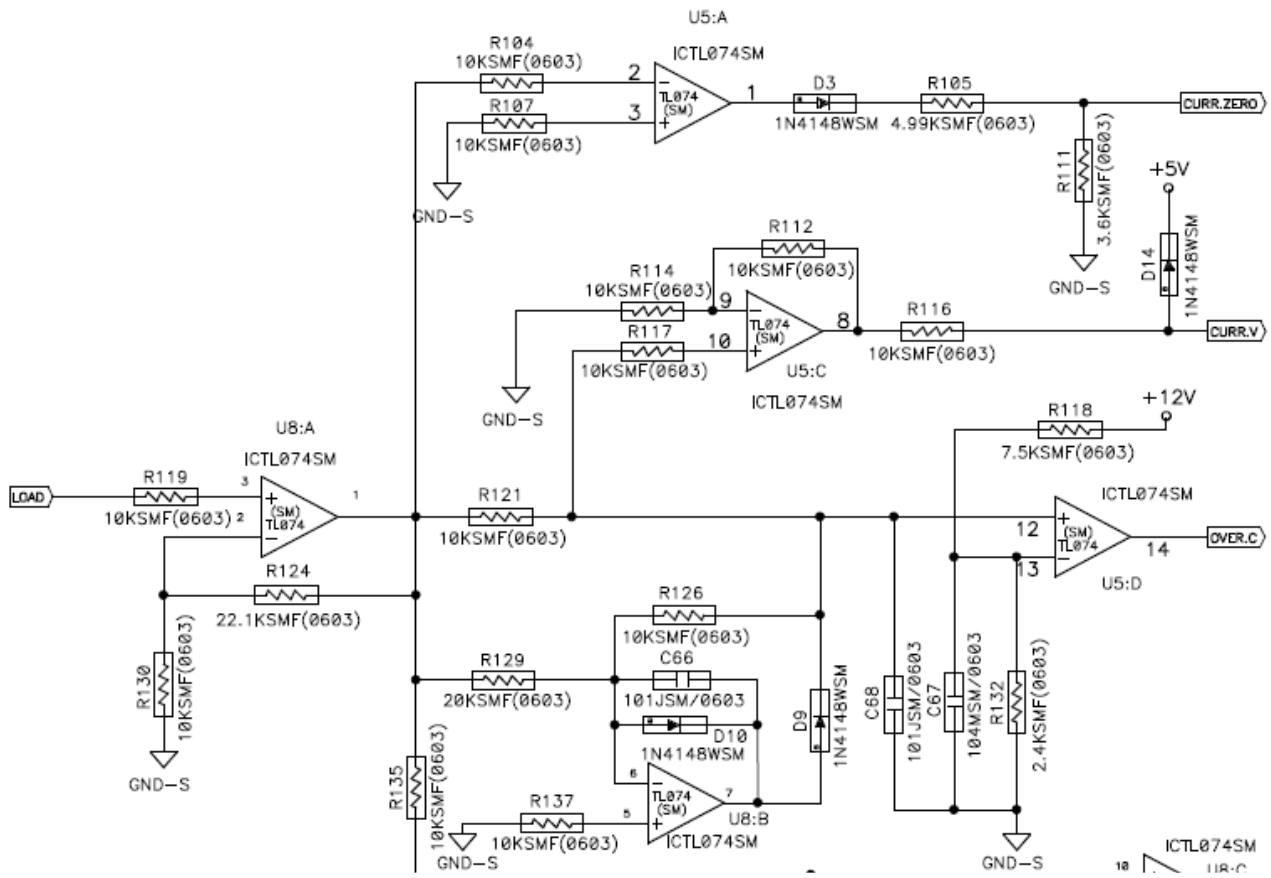 U5:A
R104
10KSMF(0603)
ICTL074SM
2
TL074
(SM)
1
D3
1N4148WSM
R105
4.99KSMF(0603)
CURR.ZERO
R107
10KSMF(0603)
3
GND-S
R111
3.6KSMF(0603)
GND-S
+5V
D14
1N4148WSM
R112
10KSMF(0603)
R114
10KSMF(0603)
9
TL074
(SM)
8
R116
10KSMF(0603)
CURR.V
R117
10KSMF(0603)
10
U5:C
ICTL074SM
GND-S
+12V
R118
7.5KSMF(0603)
U8:A
ICTL074SM
LOAD
R119
10KSMF(0603)
3
2
(SM)
TL074
1
R121
10KSMF(0603)
ICTL074SM
12
13
(SM)
TL074
14
OVER.C
U5:D
R124
22.1KSMF(0603)
R130
10KSMF(0603)
GND-S
R126
10KSMF(0603)
R129
20KSMF(0603)
C66
101JSM/0603
D10
1N4148WSM
D9
1N4148WSM
C68
101JSM/0603
C67
104MSM/0603
R132
2.4KSMF(0603)
R135
10KSMF(0603)
R137
10KSMF(0603)
6
5
TL074
(SM)
7
U8:B
ICTL074SM
GND-S
GND-S
ICTL074SM
10
U8:C